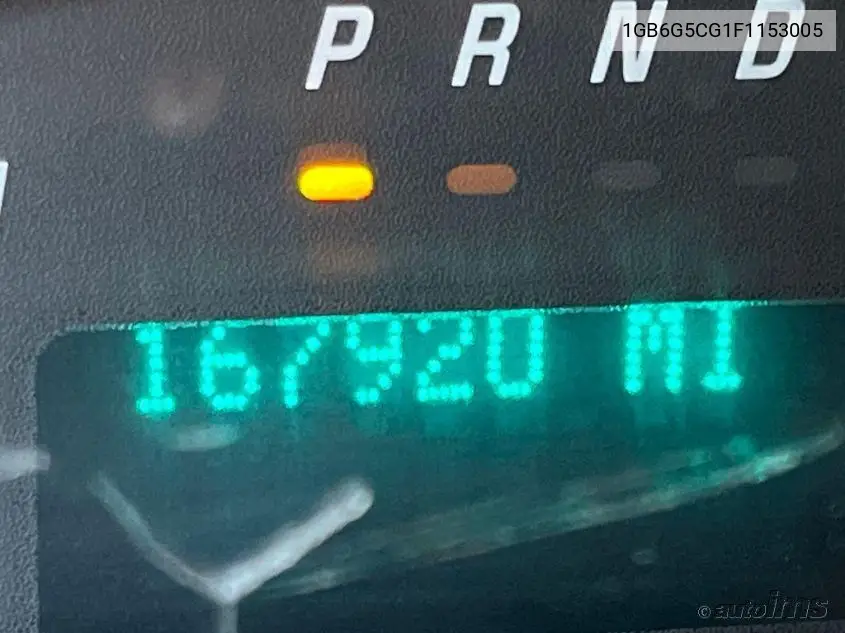 1GB6G5CG1F1153005
P R N D
167920 MI
© autoims